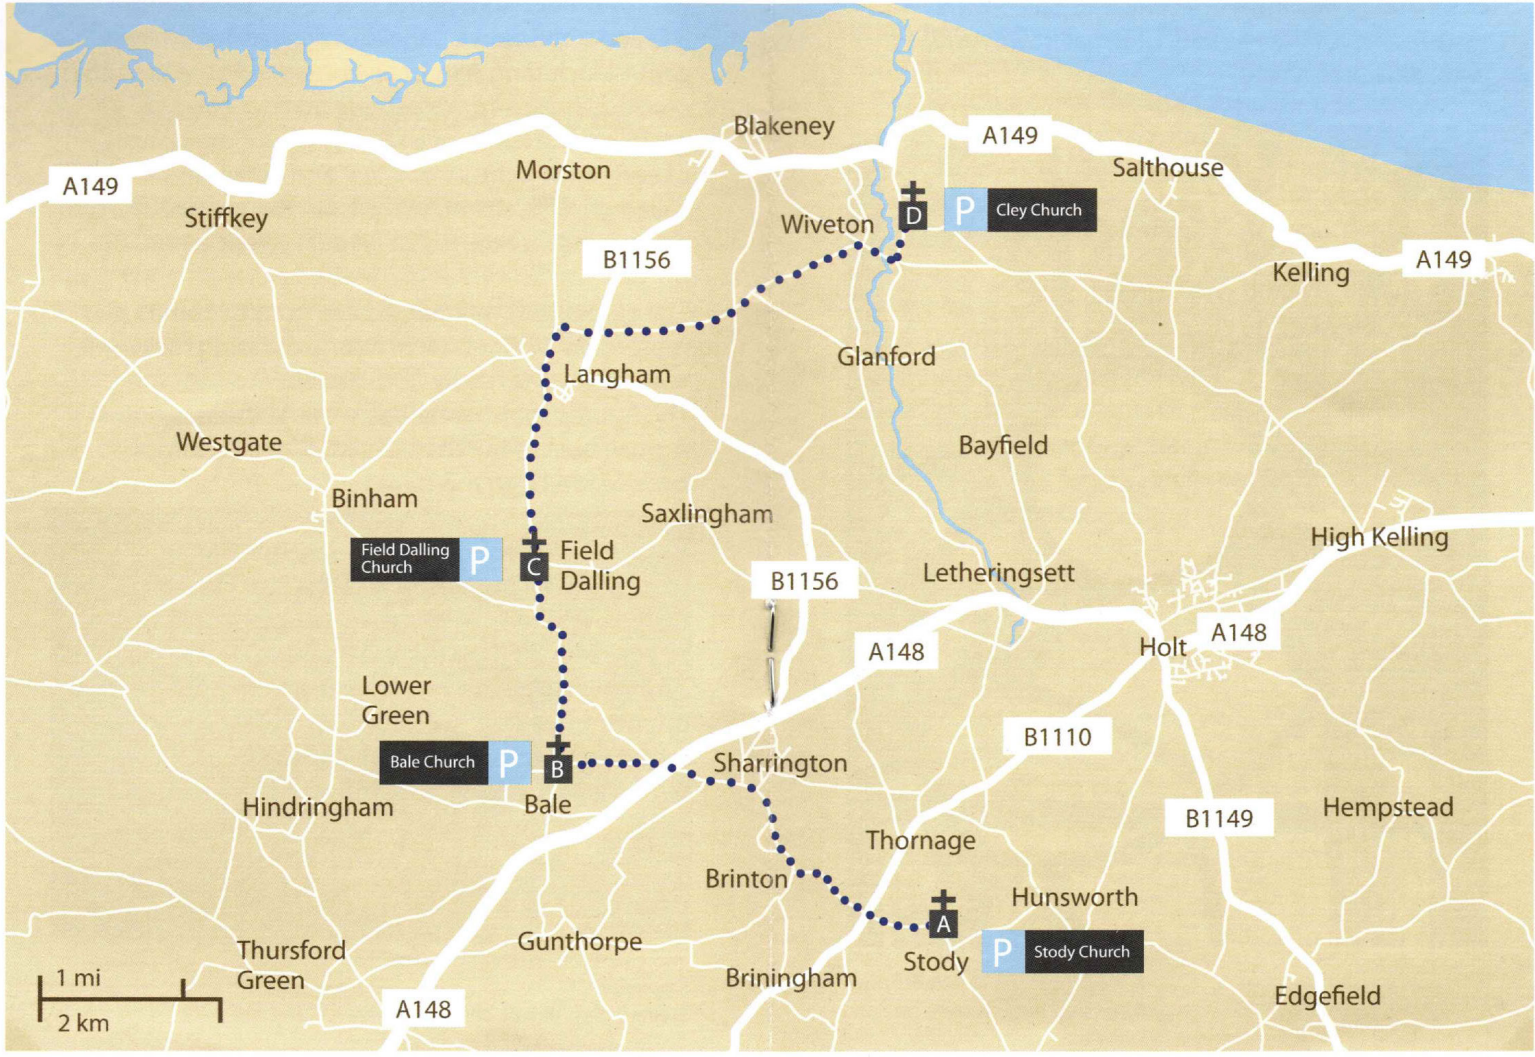 Blakeney
A149
Morston
Salthouse
A149
Stiffkey
D
P
Cley Church
Wiveton
B1156
Kelling
A149
Glanford
Langham
Westgate
Bayfield
Binham
Saxlingham
High Kelling
Field Dalling
Church
P
C
Field
Dalling
B1156
Letheringsett
A148
A148
Holt
Lower
Green
B1110
Bale Church
P
B
Sharrington
Bale
Hindringham
B1149
Hempstead
Thornage
Brinton
Hunsworth
A
Stody
P
Stody Church
Gunthorpe
Thursford
Green
Briningham
Edgefield
1 mi
2 km
A148